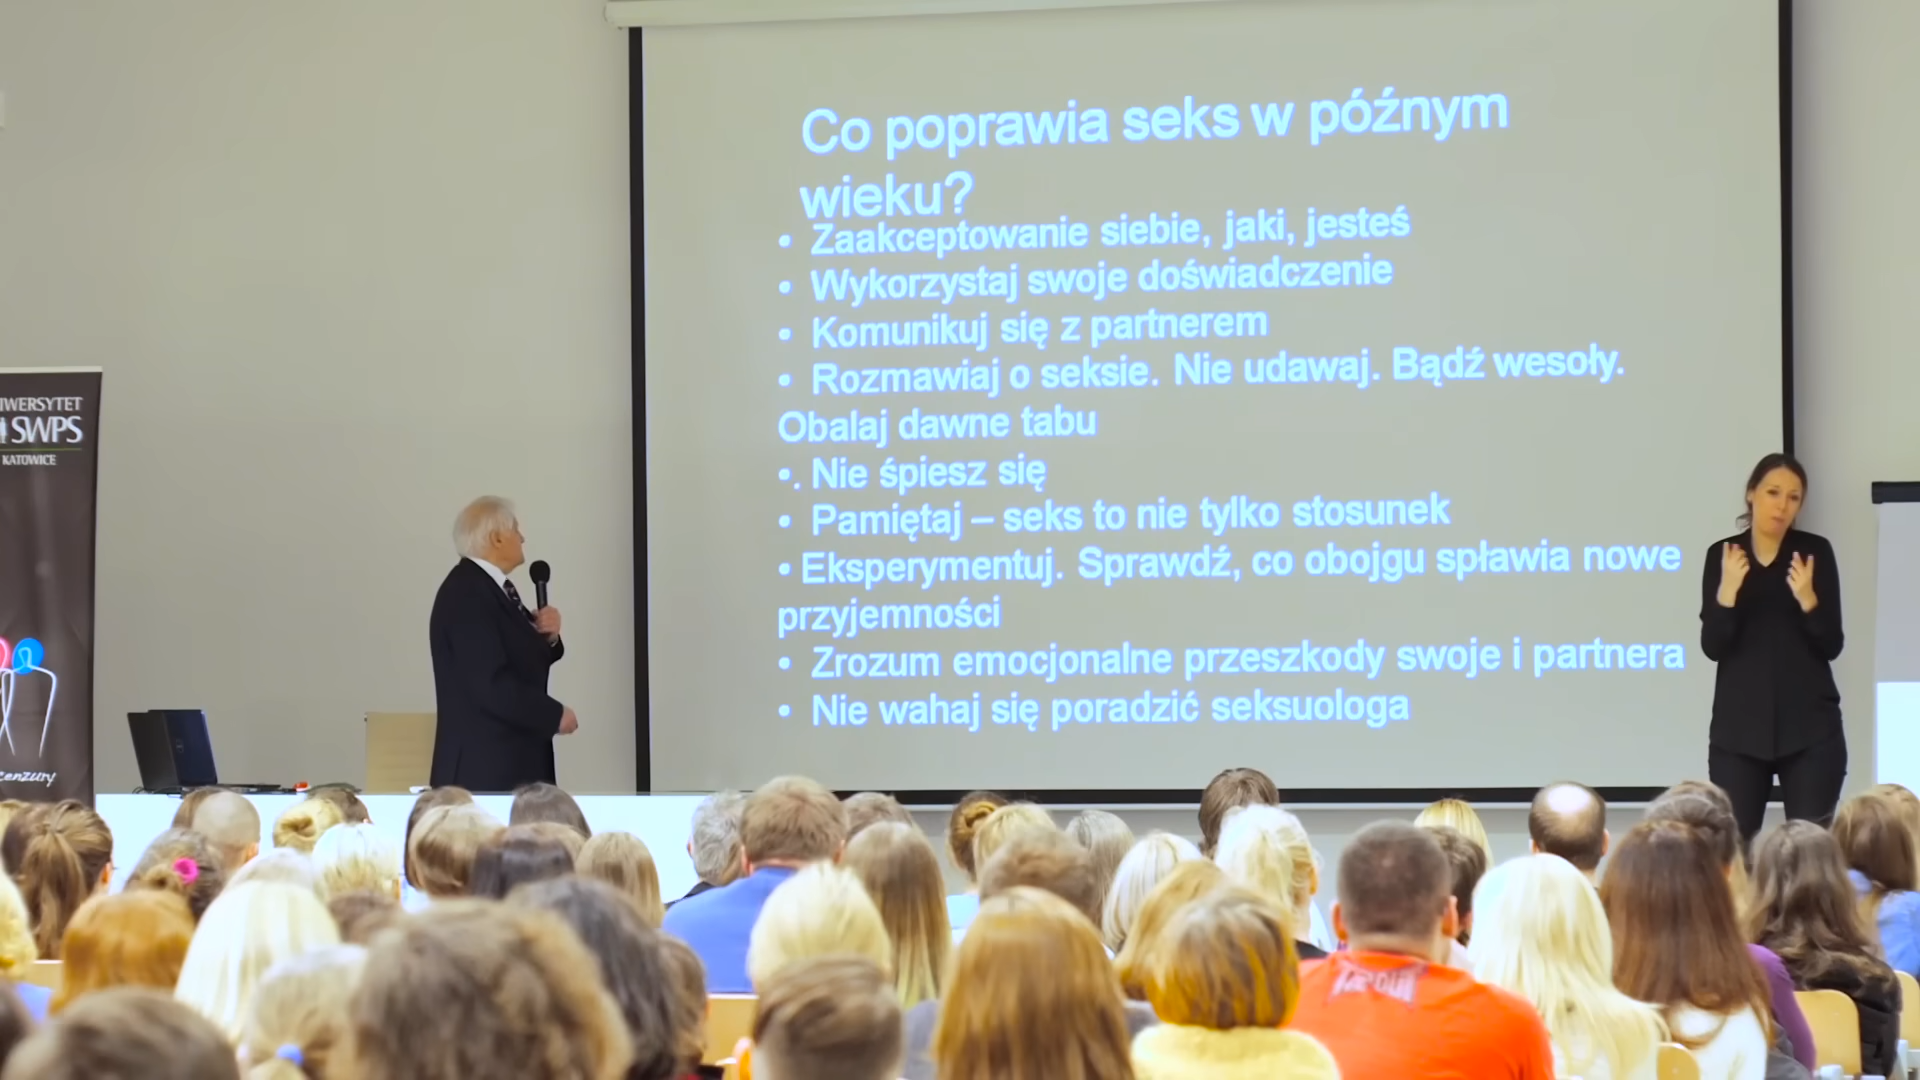 Co poprawia seks w późnym
wieku?
• Zaakceptowanie siebie, jaki, jesteś
• Wykorzystaj swoje doświadczenie
• Komunikuj się z partnerem
• Rozmawiaj o seksie. Nie udawaj. Bądź wesoły.
Obalaj dawne tabu
•. Nie śpiesz się
• Pamiętaj – seks to nie tylko stosunek
• Eksperymentuj. Sprawdź, co obojgu spławia nowe
przyjemności
• Zrozum emocjonalne przeszkody swoje i partnera
• Nie wahaj się poradzić seksuologa
IWERSYTET
SWPS
KATOWICE
cenzury